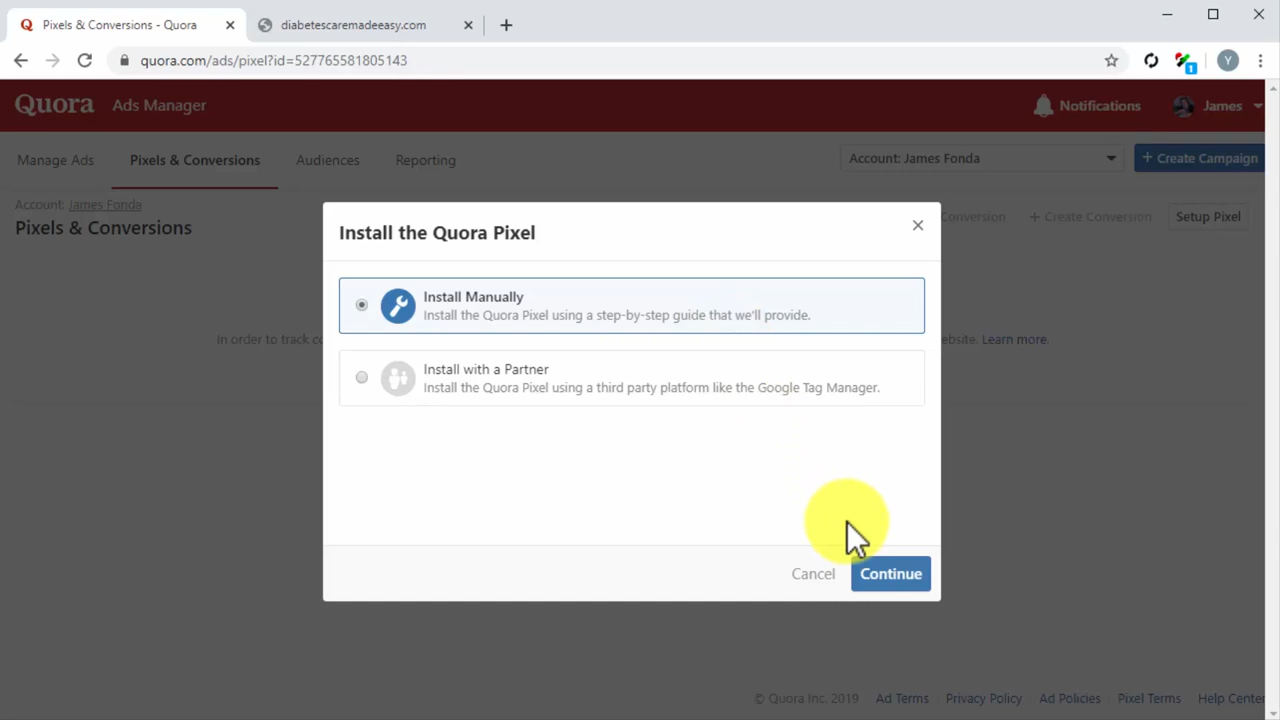 Pixels & Conversions - Quora
diabetescaremadeeasy.com
quora.com/ads/pixel?id=527765581805143
1
Y
Quora Ads Manager
Notifications
James
Manage Ads
Pixels & Conversions
Audiences
Reporting
Account: James Fonda
+ Create Campaign
Account: James Fonda
Pixels & Conversions
Conversion
+ Create Conversion
Setup Pixel
Install the Quora Pixel
Install Manually
Install the Quora Pixel using a step-by-step guide that we'll provide.
In order to track co
ebsite. Learn more.
Install with a Partner
Install the Quora Pixel using a third party platform like the Google Tag Manager.
Cancel
Continue
© Quora Inc. 2019 Ad Terms Privacy Policy Ad Policies Pixel Terms Help Center